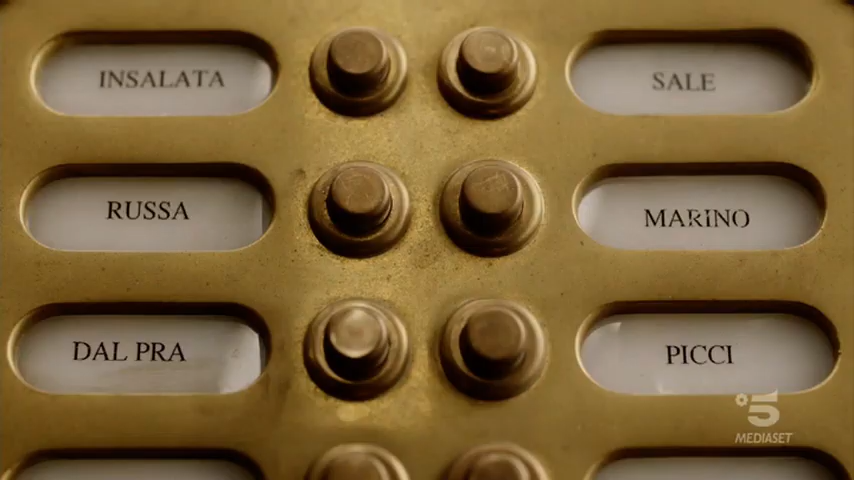 INSALATA
SALE
RUSSA
MARINO
DAL PRA
PICCI
5
MEDIASET